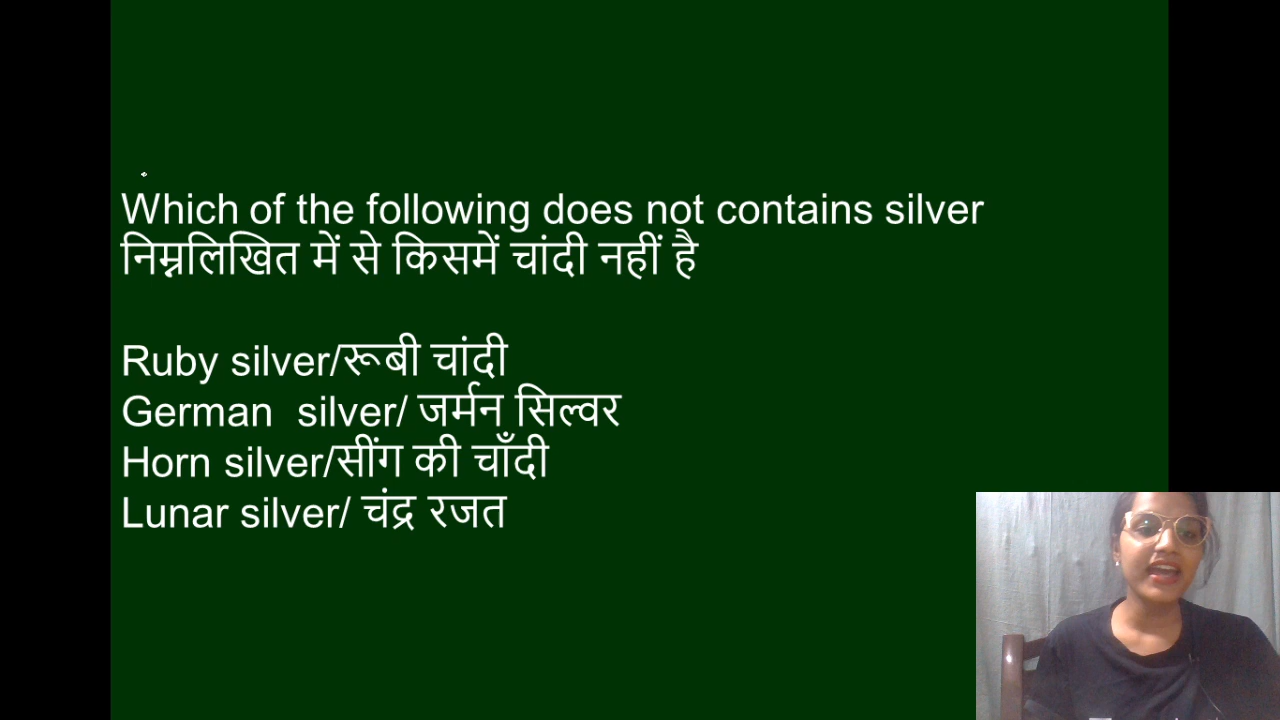 Which of the following does not contains silver
निम्नलिखित में से किसमें चांदी नहीं है
Ruby silver/रूबी चांदी
German  silver/ जर्मन सिल्वर
Horn silver/सींग की चाँदी
Lunar silver/ चंद्र रजत